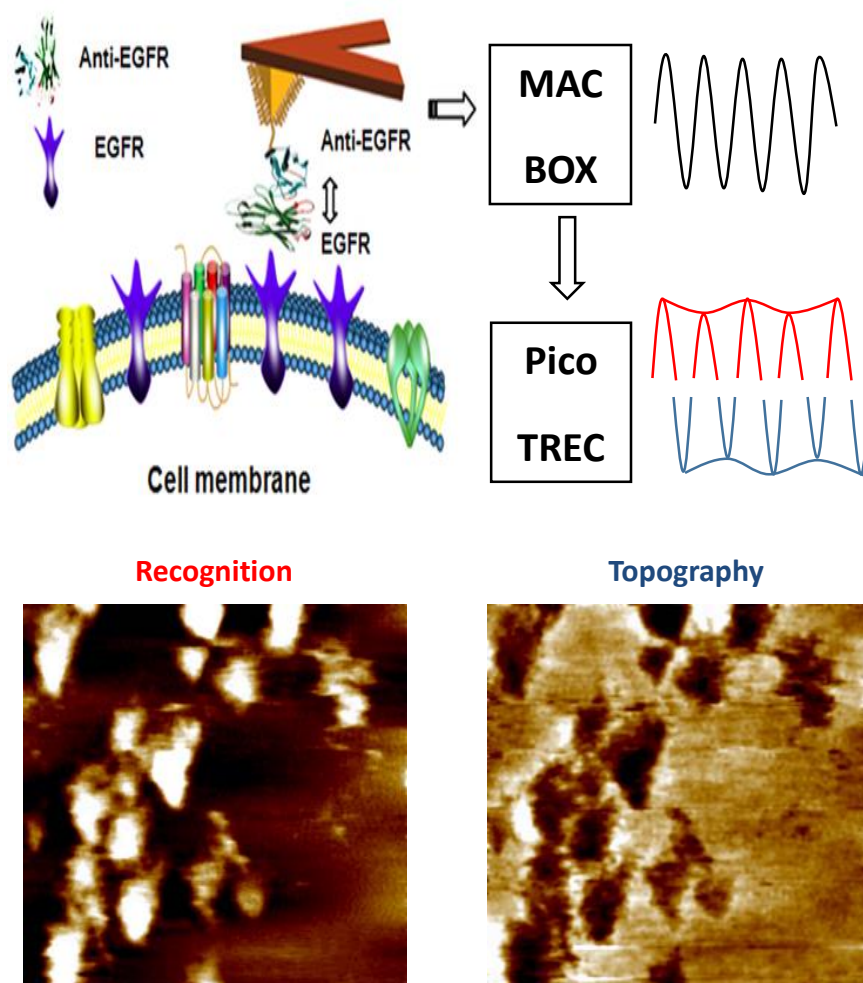 Anti-EGFR
EGFR
Anti-EGFR
EGFR
Cell membrane
MAC
BOX
Pico
TREC
Recognition
Topography